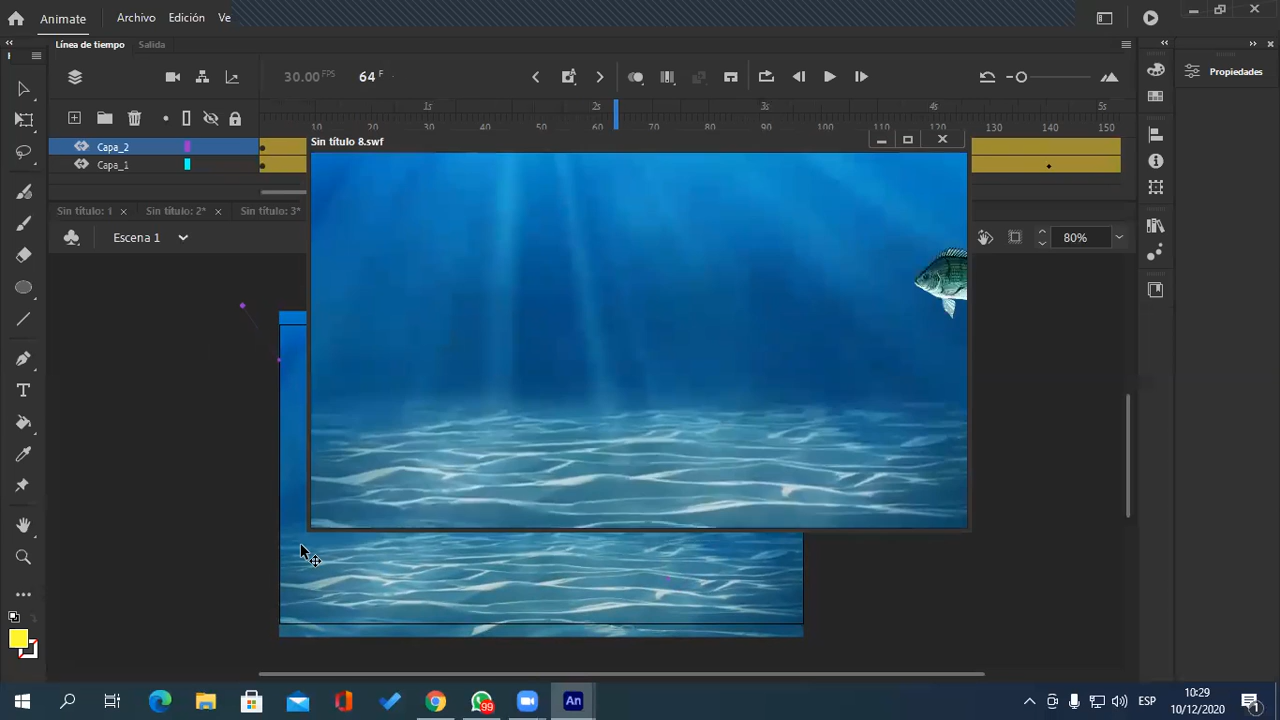 Animate
Archivo
Edición
Ve
Línea de tiempo
Salida
30.00 FPS
64 F
Propiedades
1s
2s
3s
4s
5s
10
20
30
40
50
60
70
80
90
100
110
120
130
140
150
Capa_2
Capa_1
Sin título 8.swf
Sin título: 1
Sin título: 2*
Sin título: 3*
Escena 1
80%
T
99
An
ESP
10:29
10/12/2020
1